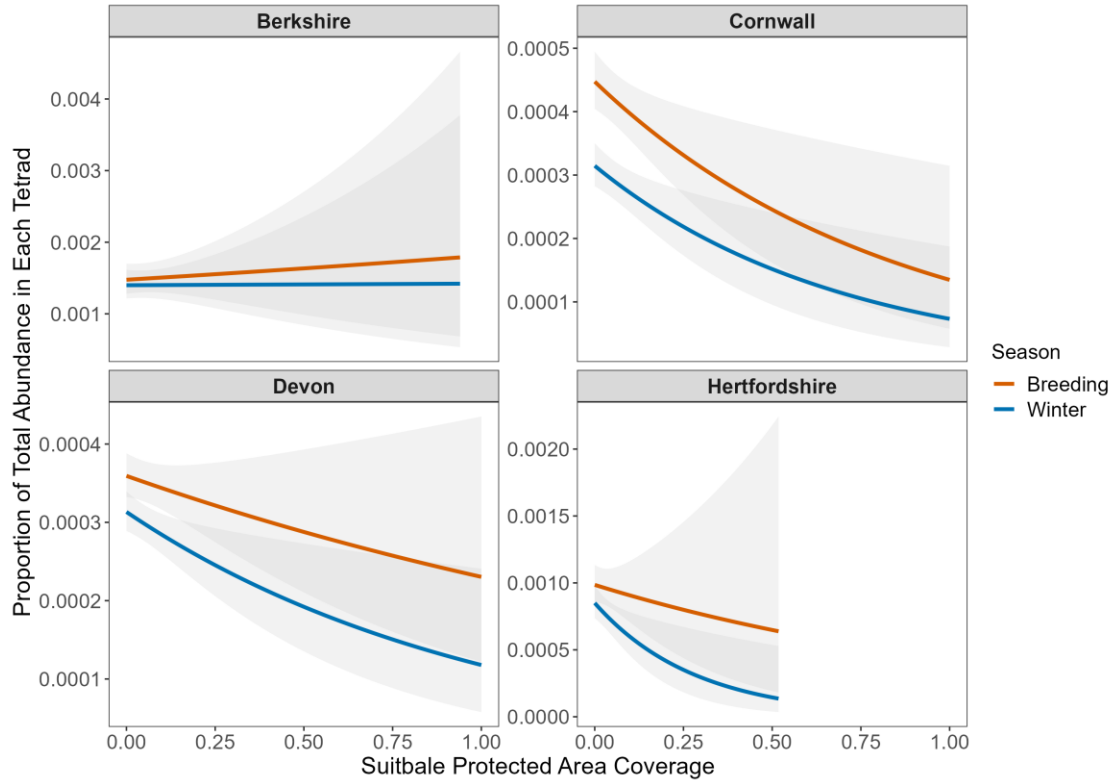 Berkshire
Cornwall
0.004
0.003
0.002
0.001
0.0005
0.0004
0.0003
0.0002
0.0001
Devon
Hertfordshire
0.0004
0.0003
0.0002
0.0001
0.0020
0.0015
0.0010
0.0005
0.0000
0.00 0.25 0.50 0.75 1.00
0.00 0.25 0.50 0.75 1.00
Suitbale Protected Area Coverage
Proportion of Total Abundance in Each Tetrad
Season
Breeding
Winter